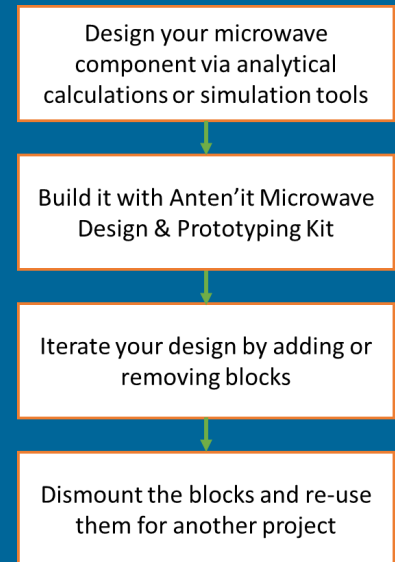 Design your microwave
component via analytical
calculations or simulation tools
Build it with Anten’it Microwave
Design & Prototyping Kit
Iterate your design by adding or
removing blocks
Dismount the blocks and re-use
them for another project